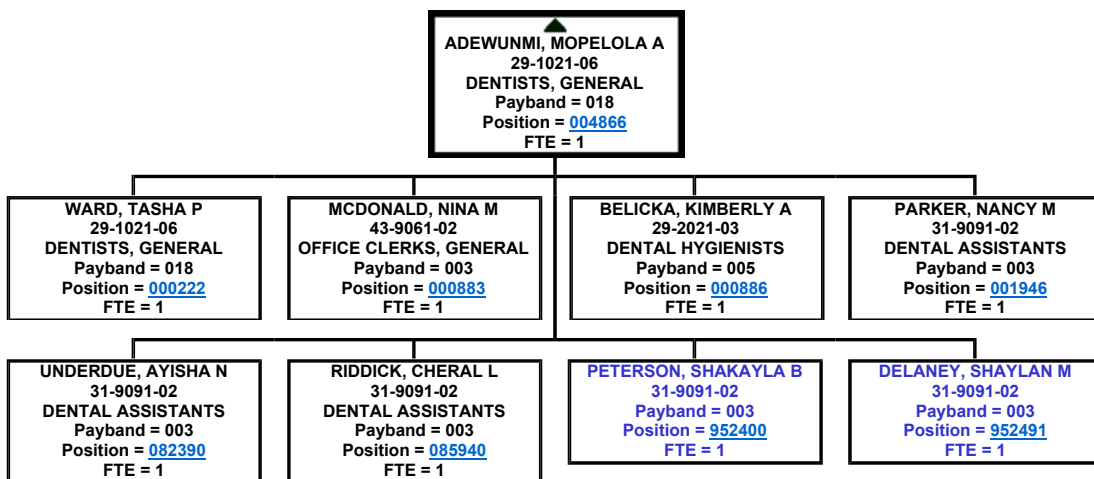 ADEWUNMI, MOPELOLA A
29-1021-06
DENTISTS, GENERAL
Payband = 018
Position = 004866
FTE = 1
WARD, TASHA P
29-1021-06
DENTISTS, GENERAL
Payband = 018
Position = 000222
FTE = 1
MCDONALD, NINA M
43-9061-02
OFFICE CLERKS, GENERAL
Payband = 003
Position = 000883
FTE = 1
BELICKA, KIMBERLY A
29-2021-03
DENTAL HYGIENISTS
Payband = 005
Position = 000886
FTE = 1
PARKER, NANCY M
31-9091-02
DENTAL ASSISTANTS
Payband = 003
Position = 001946
FTE = 1
UNDERDUE, AYISHA N
31-9091-02
DENTAL ASSISTANTS
Payband = 003
Position = 082390
FTE = 1
RIDDICK, CHERAL L
31-9091-02
DENTAL ASSISTANTS
Payband = 003
Position = 085940
FTE = 1
PETERSON, SHAKAYLA B
31-9091-02
Payband = 003
Position = 952400
FTE = 1
DELANEY, SHAYLAN M
31-9091-02
Payband = 003
Position = 952491
FTE = 1